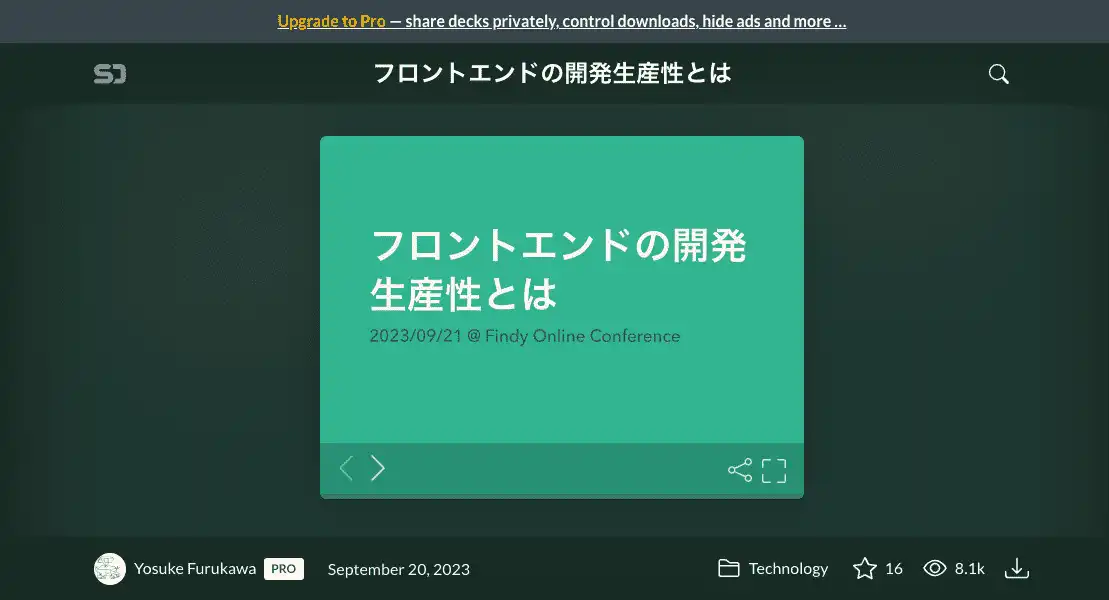 Upgrade to Pro — share decks privately, control downloads, hide ads and more …
SD
フロントエンドの開発生産性とは
フロントエンドの開発
生産性とは
2023/09/21 @ Findy Online Conference
Yosuke Furukawa PRO September 20, 2023 Technology 16 8.1k